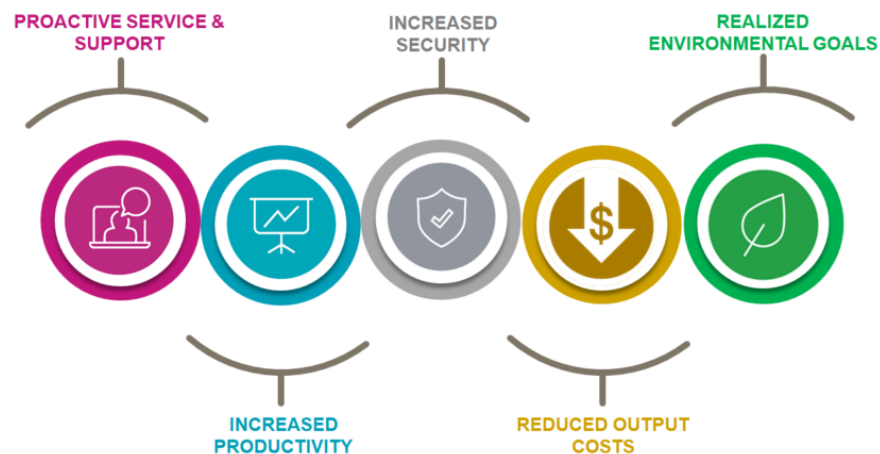 PROACTIVE SERVICE &
SUPPORT
INCREASED
SECURITY
REALIZED
ENVIRONMENTAL GOALS
$
INCREASED
PRODUCTIVITY
REDUCED OUTPUT
COSTS